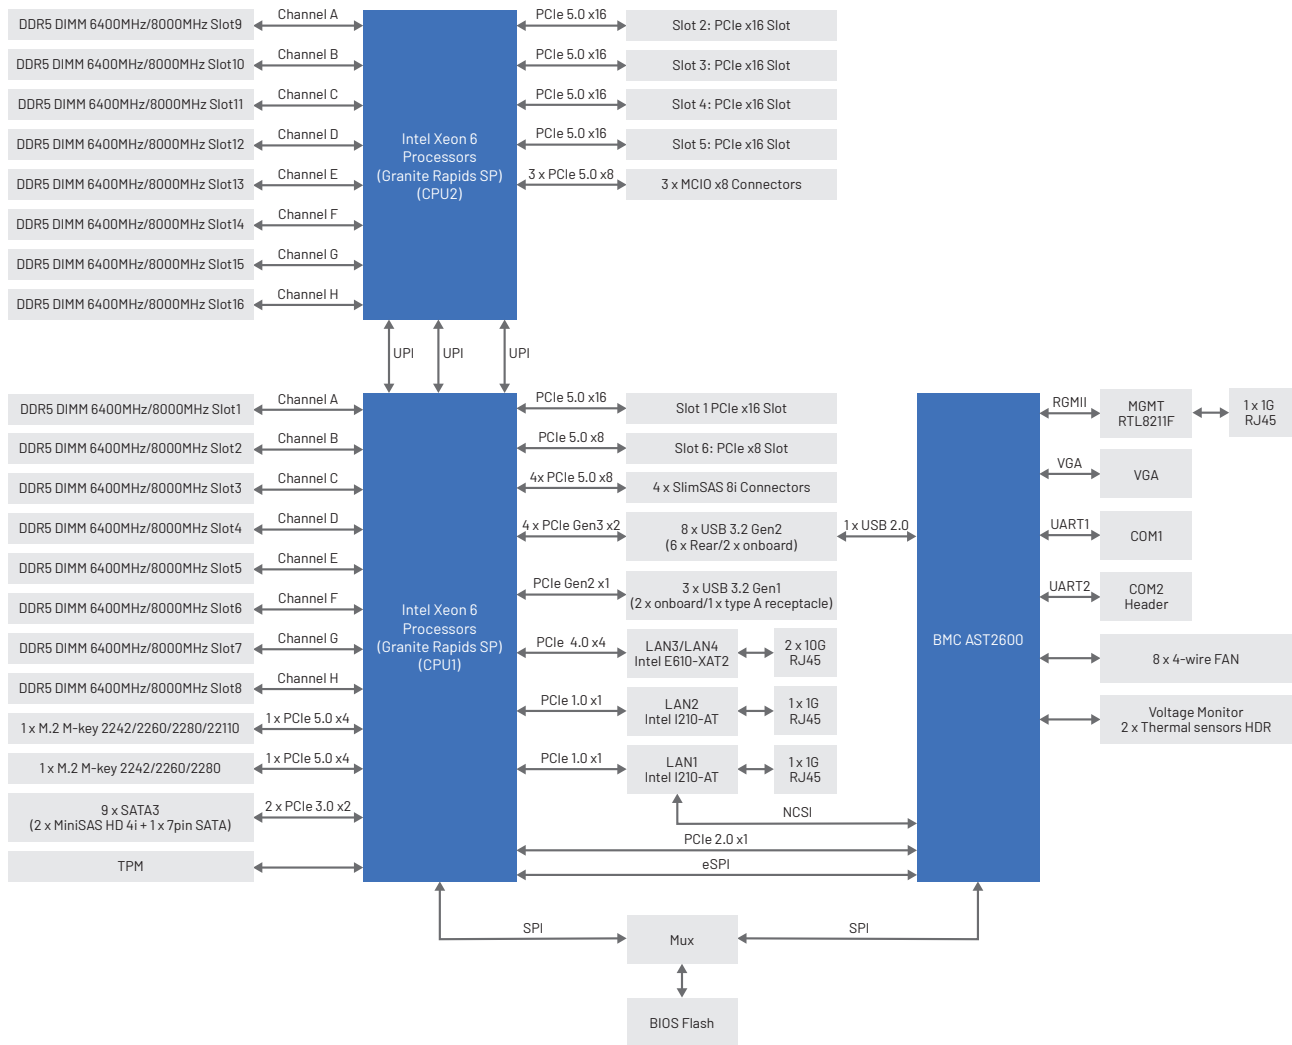 DDR5 DIMM 6400MHz/8000MHz Slot9
Channel A
PCIe 5.0 x16
Slot 2: PCIe x16 Slot
DDR5 DIMM 6400MHz/8000MHz Slot10
Channel B
PCIe 5.0 x16
Slot 3: PCIe x16 Slot
DDR5 DIMM 6400MHz/8000MHz Slot11
Channel C
PCIe 5.0 x16
Slot 4: PCIe x16 Slot
DDR5 DIMM 6400MHz/8000MHz Slot12
Channel D
PCIe 5.0 x16
Slot 5: PCIe x16 Slot
DDR5 DIMM 6400MHz/8000MHz Slot13
Channel E
3 x PCIe 5.0 x8
3 x MCIO x8 Connectors
DDR5 DIMM 6400MHz/8000MHz Slot14
Channel F
DDR5 DIMM 6400MHz/8000MHz Slot15
Channel G
DDR5 DIMM 6400MHz/8000MHz Slot16
Channel H
Intel Xeon 6
Processors
(Granite Rapids SP)
(CPU2)
UPI
UPI
UPI
DDR5 DIMM 6400MHz/8000MHz Slot1
Channel A
DDR5 DIMM 6400MHz/8000MHz Slot2
Channel B
DDR5 DIMM 6400MHz/8000MHz Slot3
Channel C
DDR5 DIMM 6400MHz/8000MHz Slot4
Channel D
DDR5 DIMM 6400MHz/8000MHz Slot5
Channel E
DDR5 DIMM 6400MHz/8000MHz Slot6
Channel F
DDR5 DIMM 6400MHz/8000MHz Slot7
Channel G
DDR5 DIMM 6400MHz/8000MHz Slot8
Channel H
1 x M.2 M-key 2242/2260/2280/22110
1 x PCIe 5.0 x4
1 x M.2 M-key 2242/2260/2280
1 x PCIe 5.0 x4
9 x SATA3
(2 x MiniSAS HD 4i + 1 x 7pin SATA)
2 x PCIe 3.0 x2
TPM
Intel Xeon 6
Processors
(Granite Rapids SP)
(CPU1)
PCIe 5.0 x16
Slot 1 PCIe x16 Slot
PCIe 5.0 x8
Slot 6: PCIe x8 Slot
4x PCIe 5.0 x8
4 x SlimSAS 8i Connectors
4 x PCIe Gen3 x2
8 x USB 3.2 Gen2
(6 x Rear/2 x onboard)
1 x USB 2.0
PCIe Gen2 x1
3 x USB 3.2 Gen1
(2 x onboard/1 x type A receptacle)
PCIe 4.0 x4
LAN3/LAN4
Intel E610-XAT2
2 x 10G
RJ45
PCIe 1.0 x1
LAN2
Intel I210-AT
1 x 1G
RJ45
PCIe 1.0 x1
LAN1
Intel I210-AT
1 x 1G
RJ45
NCSI
PCIe 2.0 x1
eSPI
BMC AST2600
RGMII
MGMT
RTL8211F
1 x 1G
RJ45
VGA
VGA
UART1
COM1
UART2
COM2
Header
8 x 4-wire FAN
Voltage Monitor
2 x Thermal sensors HDR
SPI
Mux
SPI
BIOS Flash